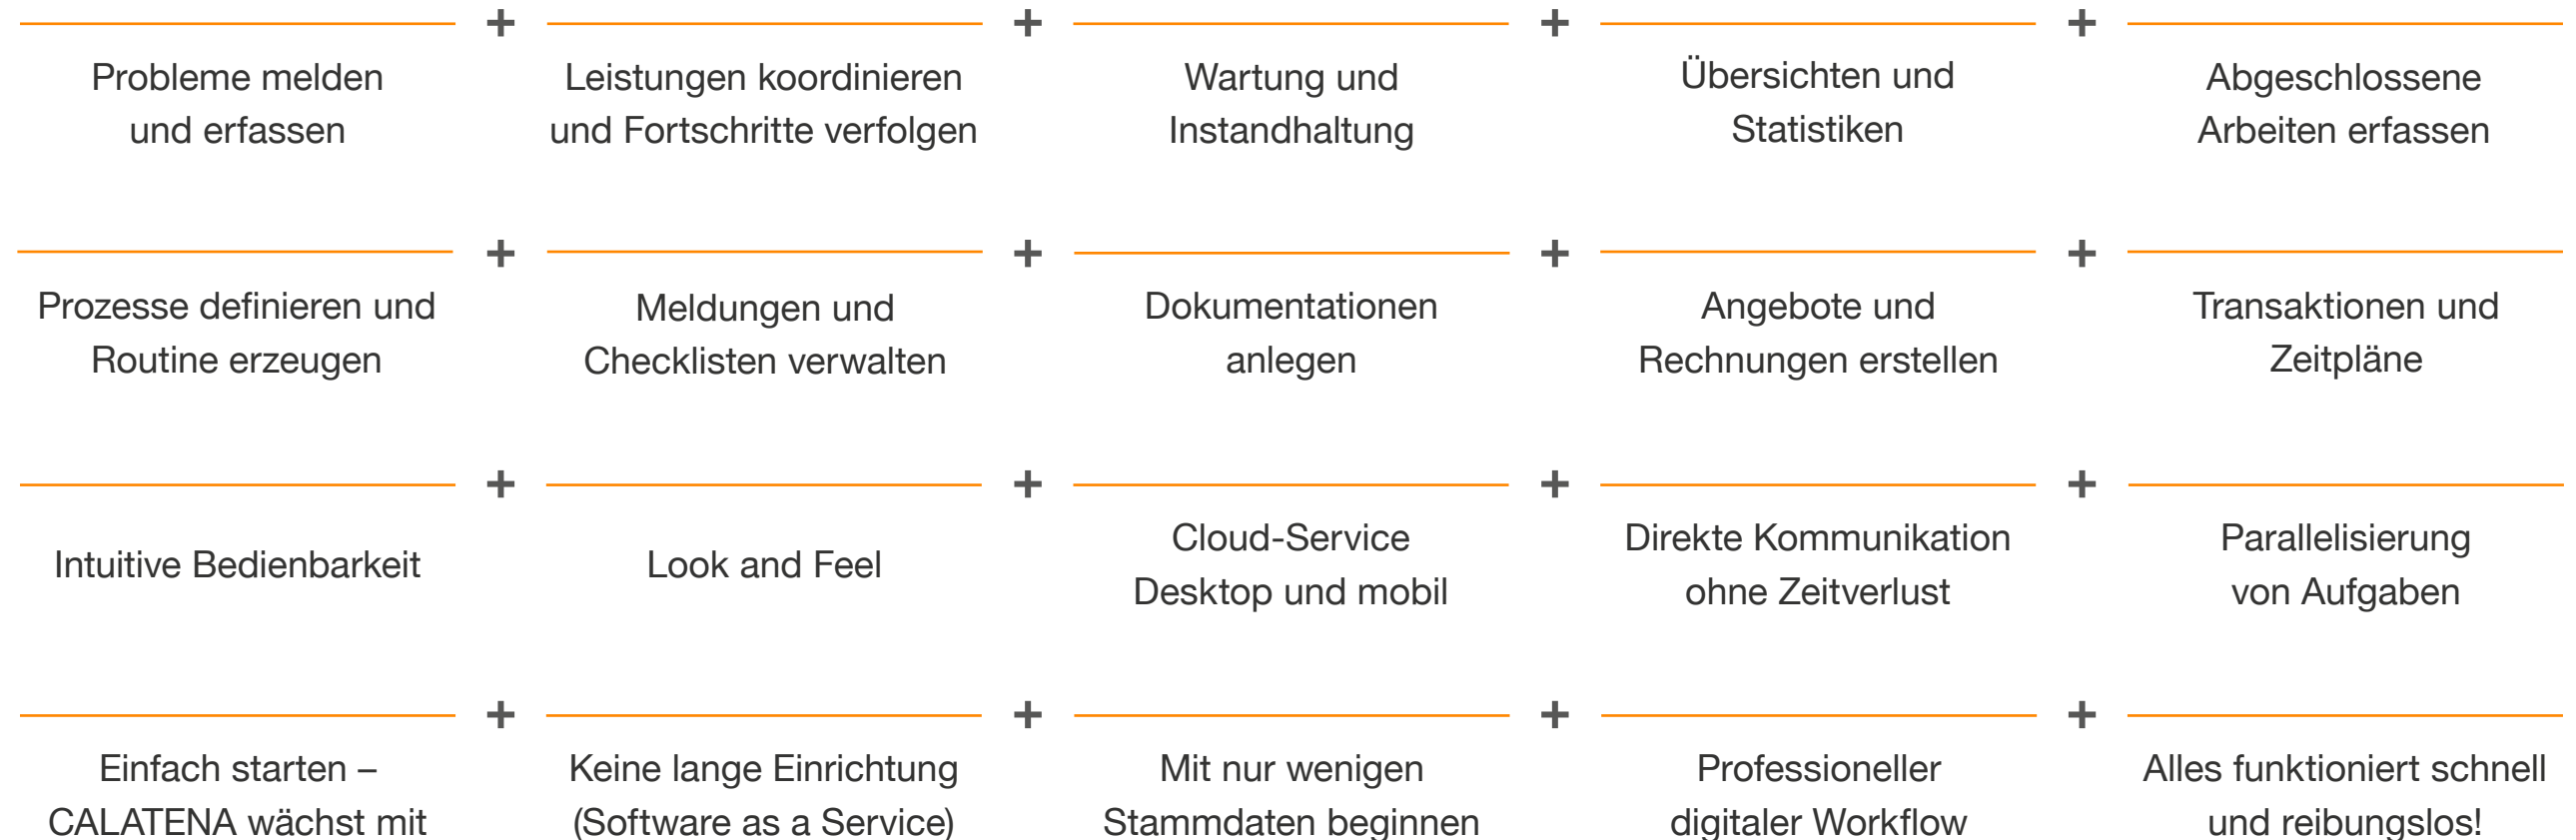 Probleme melden
und erfassen
Leistungen koordinieren
und Fortschritte verfolgen
Wartung und
Instandhaltung
Übersichten und
Statistiken
Abgeschlossene
Arbeiten erfassen
Prozesse definieren und
Routine erzeugen
Meldungen und
Checklisten verwalten
Dokumentationen
anlegen
Angebote und
Rechnungen erstellen
Transaktionen und
Zeitpläne
Intuitive Bedienbarkeit
Look and Feel
Cloud-Service
Desktop und mobil
Direkte Kommunikation
ohne Zeitverlust
Parallelisierung
von Aufgaben
Einfach starten –
CALATENA wächst mit
Keine lange Einrichtung
(Software as a Service)
Mit nur wenigen
Stammdaten beginnen
Professioneller
digitaler Workflow
Alles funktioniert schnell
und reibungslos!